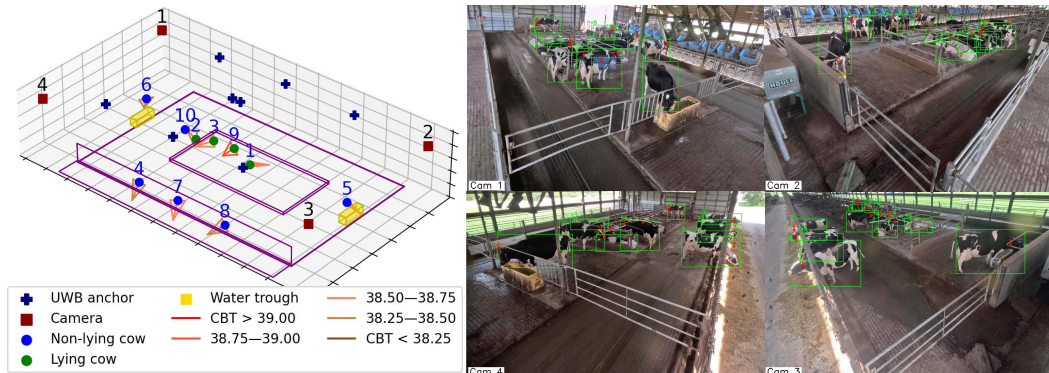 1
4
6
2
10
2 3 9
1
4
7
5
8
3
UWB anchor
Camera
Non-lying cow
Lying cow
Water trough
CBT > 39.00
38.75—39.00
38.50—38.75
38.25—38.50
CBT < 38.25
Cam 1
HOULE
Cam 2
Cam 4
Cam 3